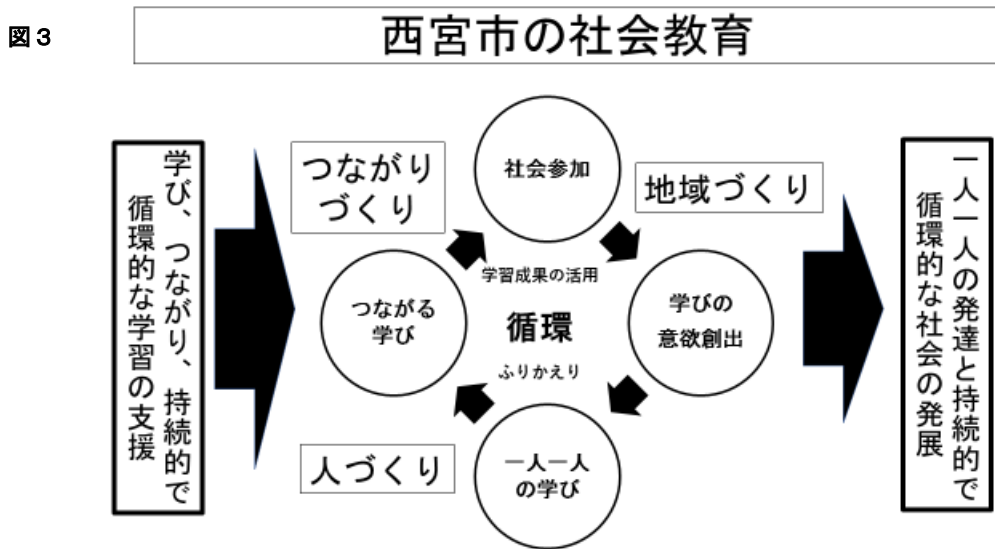 図3
西宮市の社会教育
学び、つながり、持続的で
循環的な学習の支援
つながり
づくり
社会参加
地域づくり
学習成果の活用
つながる
学び
循環
学びの
意欲創出
ふりかえり
人づくり
一人一人
の学び
一人一人の発達と持続的で
循環的な社会の発展